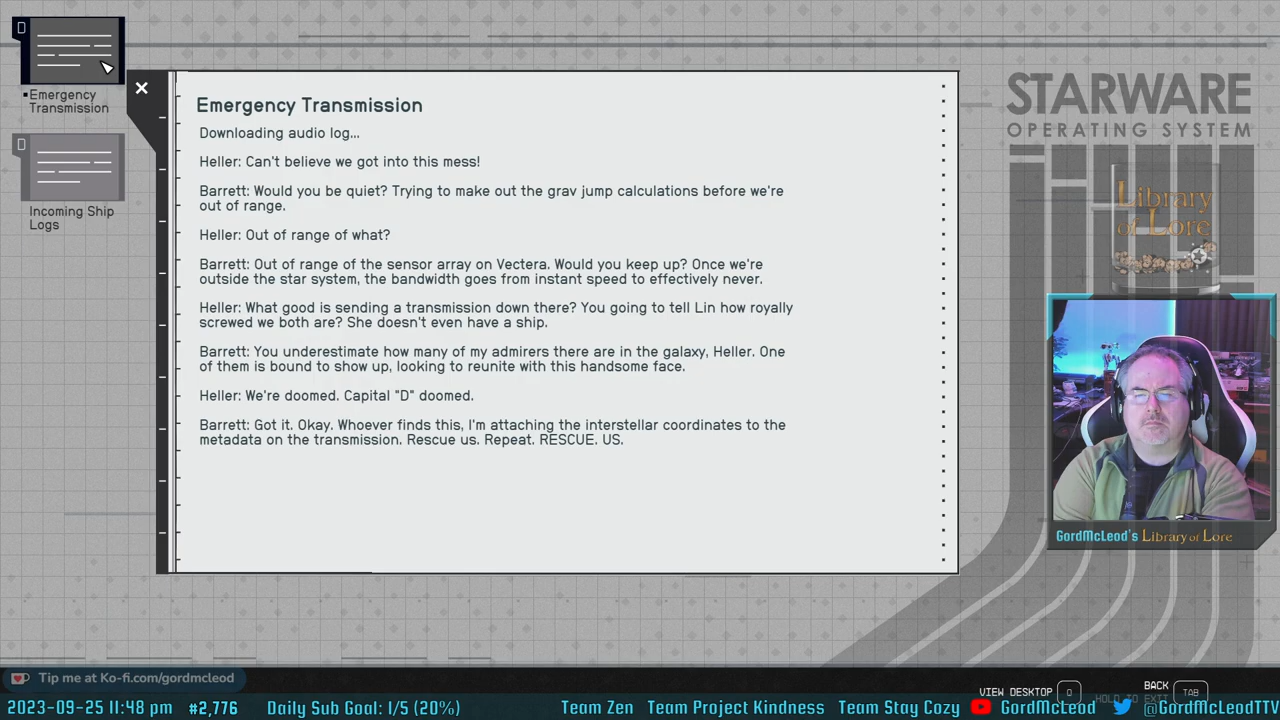 Emergency
Transmission
Incoming Ship
Logs
Emergency Transmission
Downloading audio log...
Heller: Can't believe we got into this mess!
Barrett: Would you be quiet? Trying to make out the grav jump calculations before we're
out of range.
Heller: Out of range of what?
Barrett: Out of range of the sensor array on Vectera. Would you keep up? Once we're
outside the star system, the bandwidth goes from instant speed to effectively never.
Heller: What good is sending a transmission down there? You going to tell Lin how royally
screwed we both are? She doesn't even have a ship.
Barrett: You underestimate how many of my admirers there are in the galaxy, Heller. One
of them is bound to show up, looking to reunite with this handsome face.
Heller: We're doomed. Capital "D" doomed.
Barrett: Got it. Okay. Whoever finds this, I'm attaching the interstellar coordinates to the
metadata on the transmission. Rescue us. Repeat. RESCUE. US.
STARWARE
OPERATING SYSTEM
Library
of Lore
GordMcLeod's Library of Lore
Tip me at Ko-fi.com/gordmcleod
VIEW DESKTOP Q
BACK TAB
HOLD TO EXIT
2023-09-25 11:48 pm #2,776 Daily Sub Goal: 1/5 (20%) Team Zen Team Project Kindness Team Stay Cozy GordMcLeod @GordMcLeodTTV